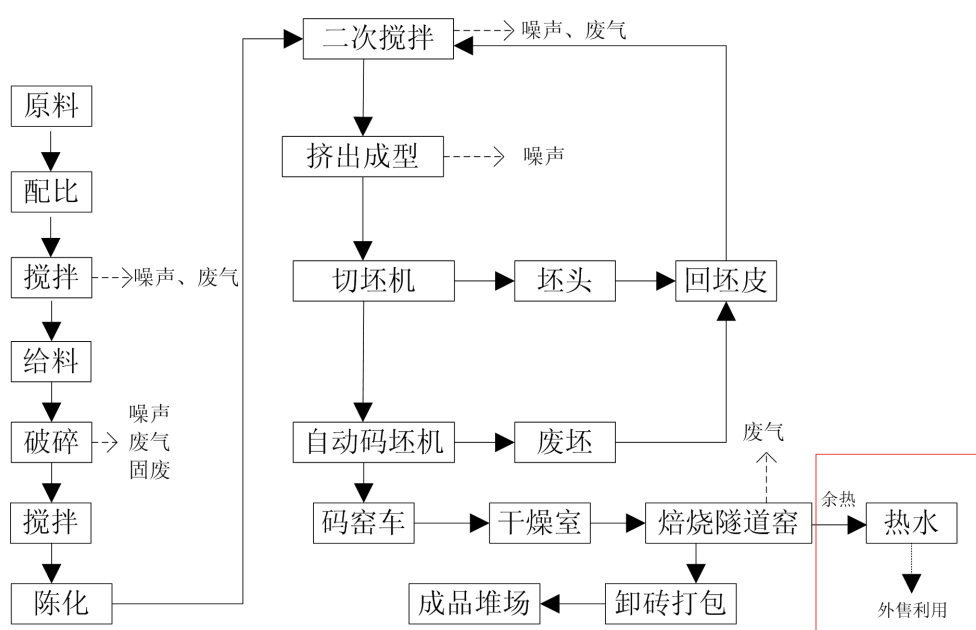 原料
配比
搅拌
噪声、废气
给料
破碎
噪声
废气
固废
搅拌
陈化
二次搅拌
噪声、废气
挤出成型
噪声
切坯机
坯头
回坯皮
自动码坯机
废坯
码窑车
干燥室
焙烧隧道窑
废气
余热
热水
外售利用
卸砖打包
成品堆场